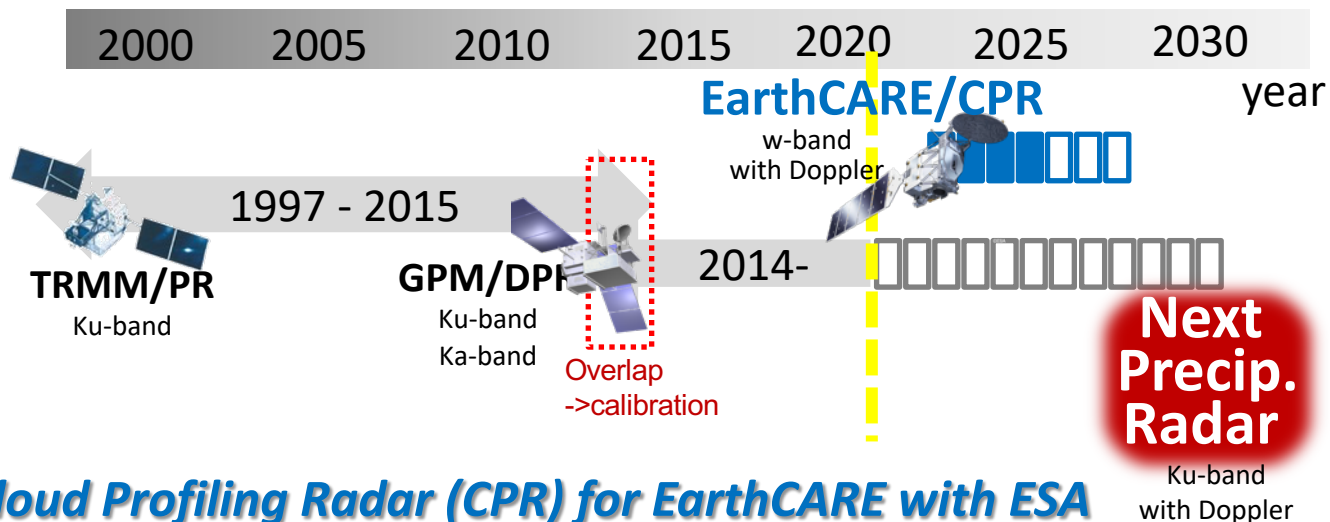 2000 2005 2010 2015 2020 2025 2030
year
EarthCARE/CPR
w-band
with Doppler
1997 - 2015
TRMM/PR
Ku-band
GPM/DPR
Ku-band
Ka-band
2014-
Overlap
->calibration
Next
Precip.
Radar
Ku-band
with Doppler
loud Profiling Radar (CPR) for EarthCARE with ESA